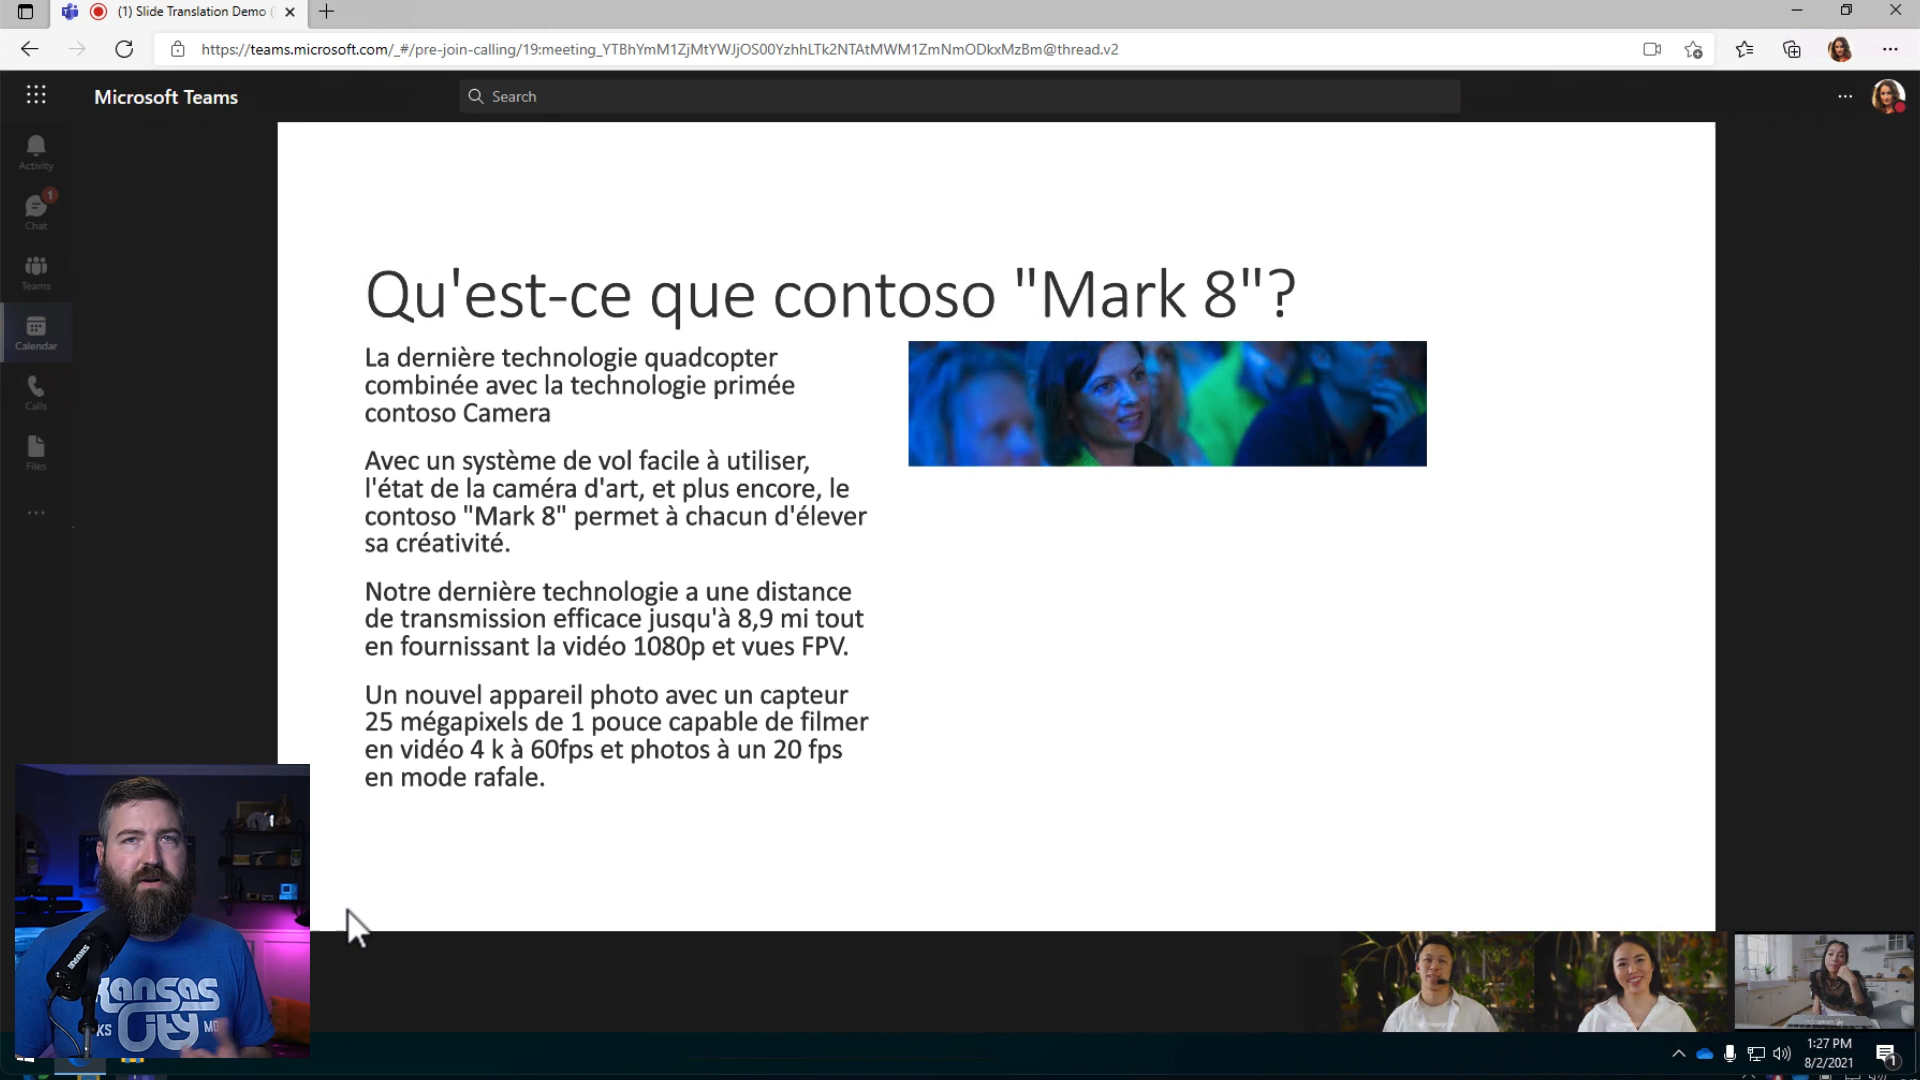 (1) Slide Translation Demo (
https://teams.microsoft.com/_#/pre-join-calling/19:meeting_YTBhYmM1ZjMtYWJjOS00YzhhLTk2NTAtMWM1ZmNmODkxMzBm@thread.v2
Microsoft Teams
Search
Activity
1
Chat
Teams
Calendar
Calls
Files
Qu'est-ce que contoso "Mark 8"?
La dernière technologie quadcopter
combinée avec la technologie primée
contoso Camera
Avec un système de vol facile à utiliser,
l'état de la caméra d'art, et plus encore, le
contoso "Mark 8" permet à chacun d'élever
sa créativité.
Notre dernière technologie a une distance
de transmission efficace jusqu'à 8,9 mi tout
en fournissant la vidéo 1080p et vues FPV.
Un nouvel appareil photo avec un capteur
25 mégapixels de 1 pouce capable de filmer
en vidéo 4 k à 60fps et photos à un 20 fps
en mode rafale.
SHURE
Kansas
City
KS MO
1:27 PM
8/2/2021
1